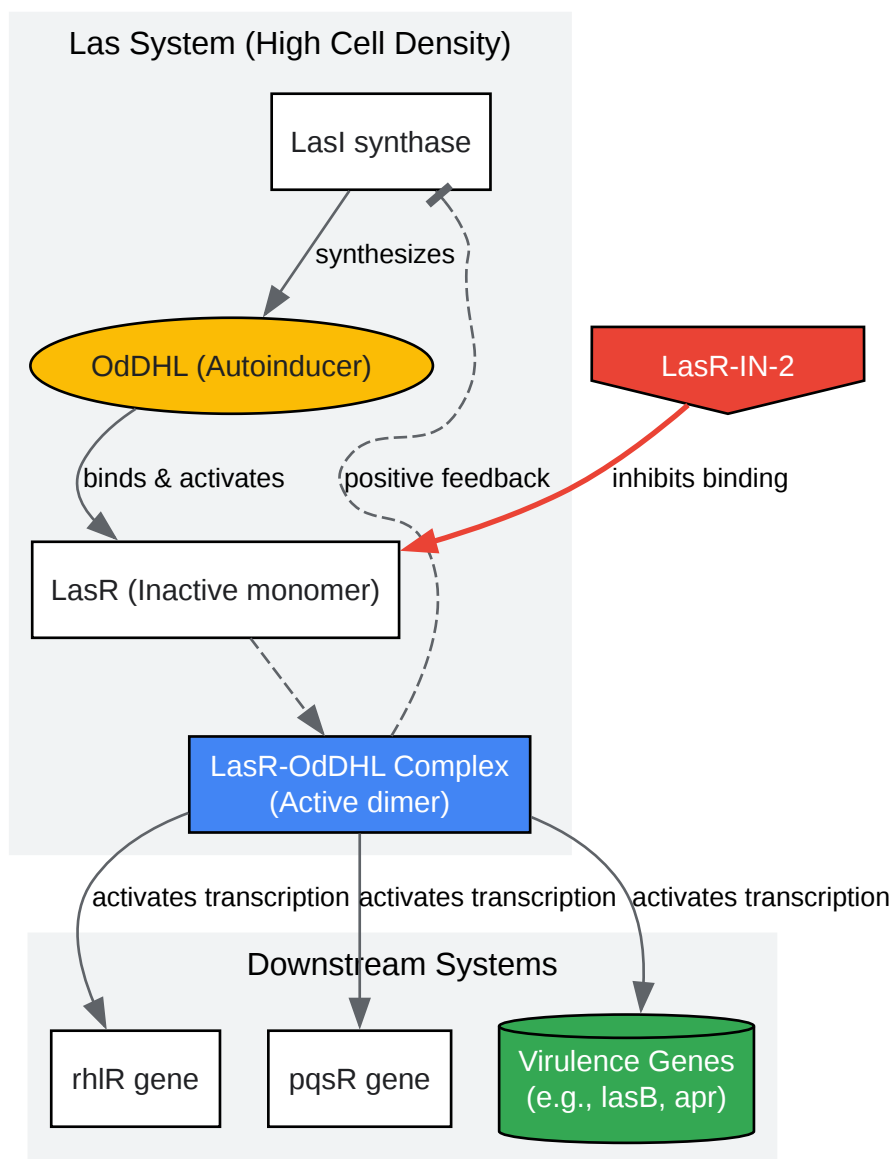 Las System (High Cell Density)
LasI synthase
synthesizes
OdDHL (Autoinducer)
LasR-IN-2
binds & activates
positive feedback
inhibits binding
LasR (Inactive monomer)
LasR-OdDHL Complex
(Active dimer)
activates transcription
activates transcription
activates transcription
Downstream Systems
rhlR gene
pqsR gene
Virulence Genes
(e.g., lasB, apr)